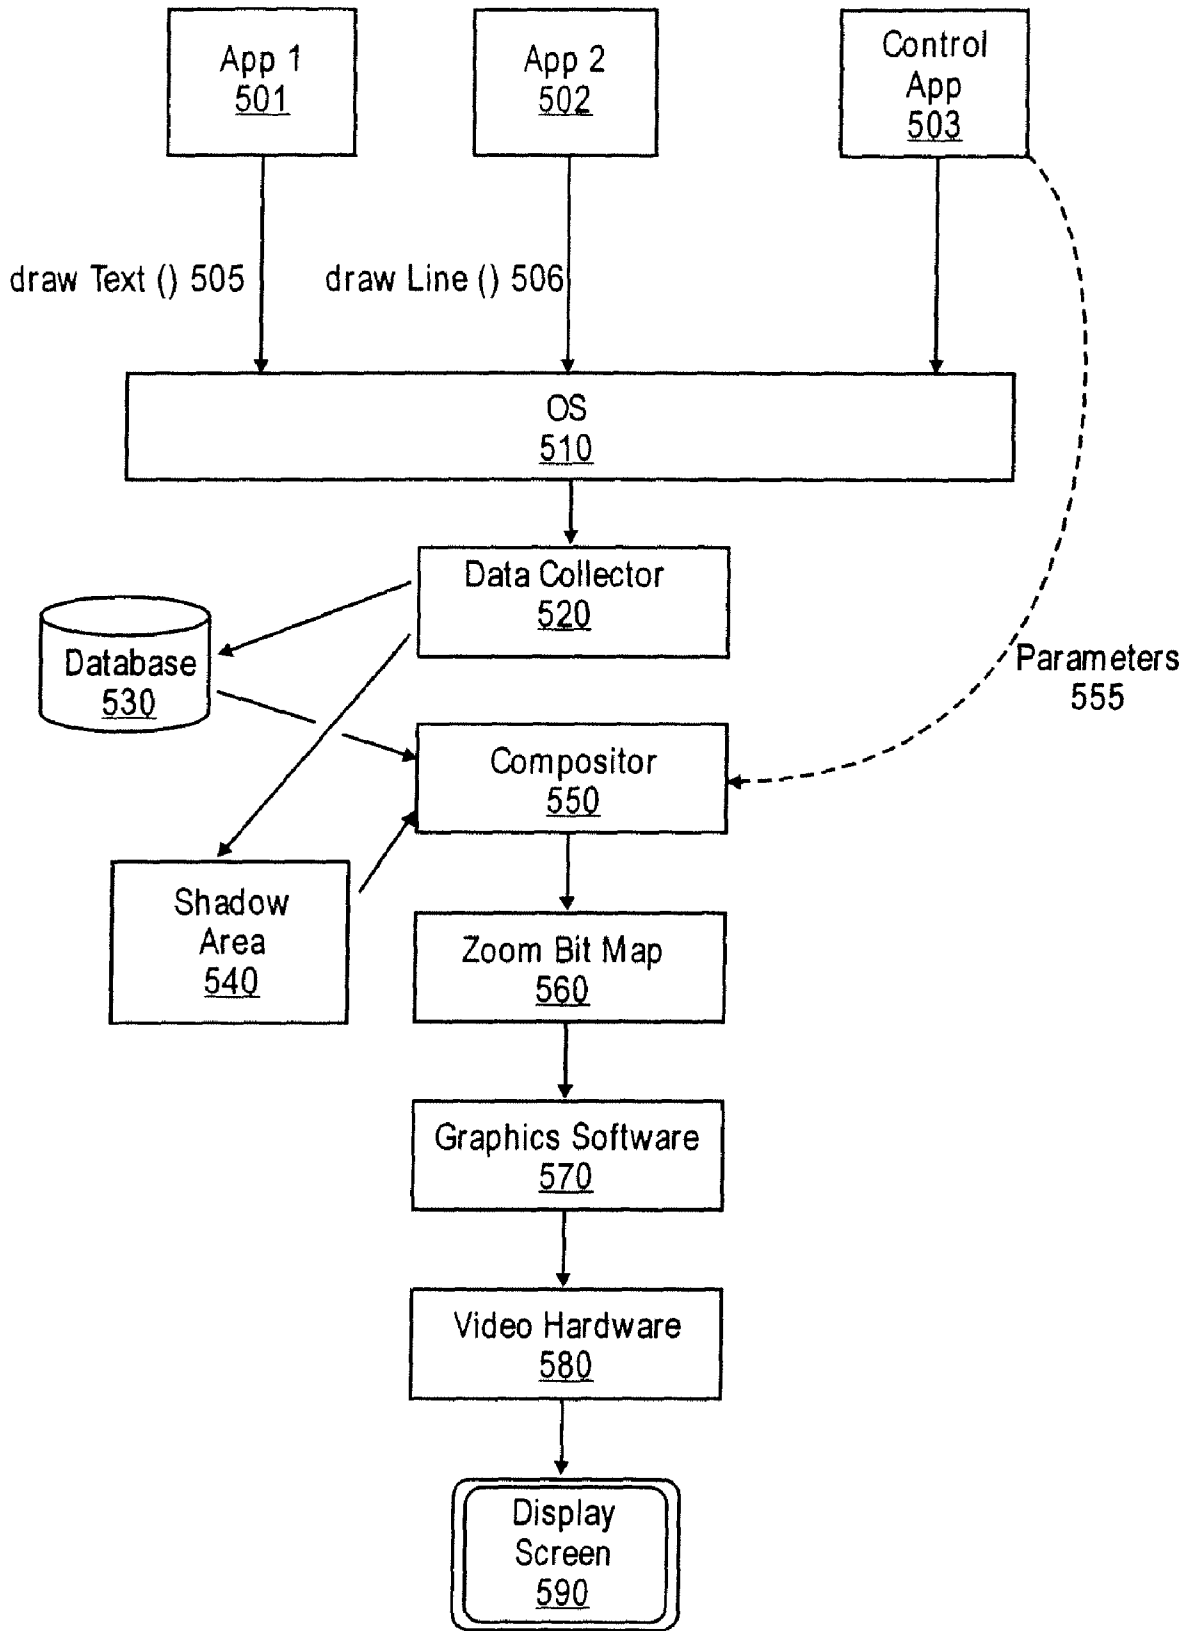 App 1
501
App 2
502
Control
App
503
draw Text () 505
draw Line () 506
OS
510
Data Collector
520
Database
530
Parameters
555
Compositor
550
Shadow
Area
540
Zoom Bit Map
560
Graphics Software
570
Video Hardware
580
Display
Screen
590